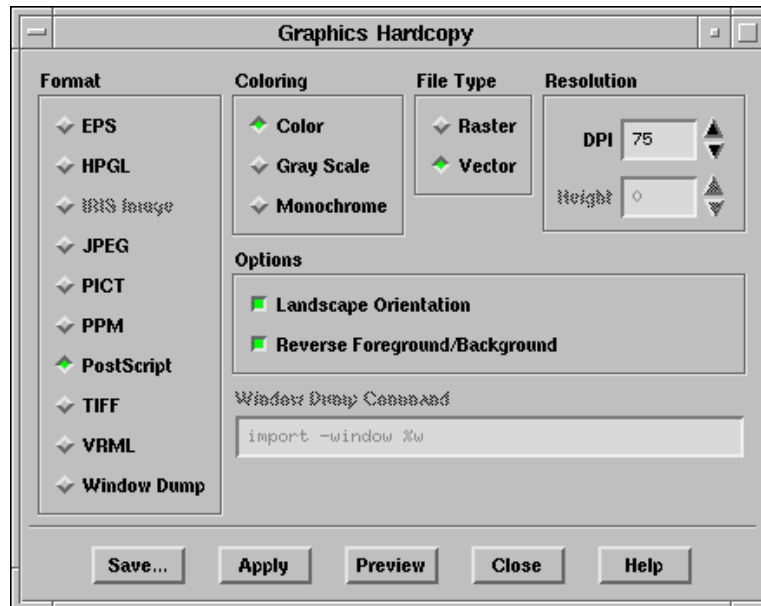 Graphics Hardcopy
Format
EPS
HPGL
IRIS Image
JPEG
PICT
PPM
PostScript
TIFF
VRML
Window Dump
Coloring
Color
Gray Scale
Monochrome
File Type
Raster
Vector
Resolution
DPI 75
Height 0
Options
Landscape Orientation
Reverse Foreground/Background
Window Dump Command
import -window %w
Save... Apply Preview Close Help